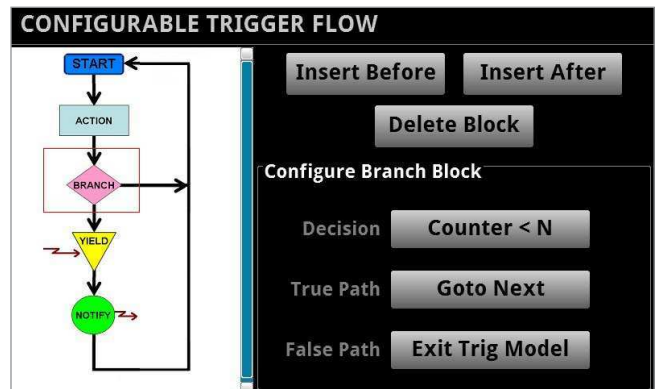 CONFIGURABLE TRIGGER FLOW
START
ACTION
BRANCH
YIELD
NOTIFY
Insert Before Insert After
Delete Block
Configure Branch Block
Decision Counter < N
True Path Goto Next
False Path Exit Trig Model